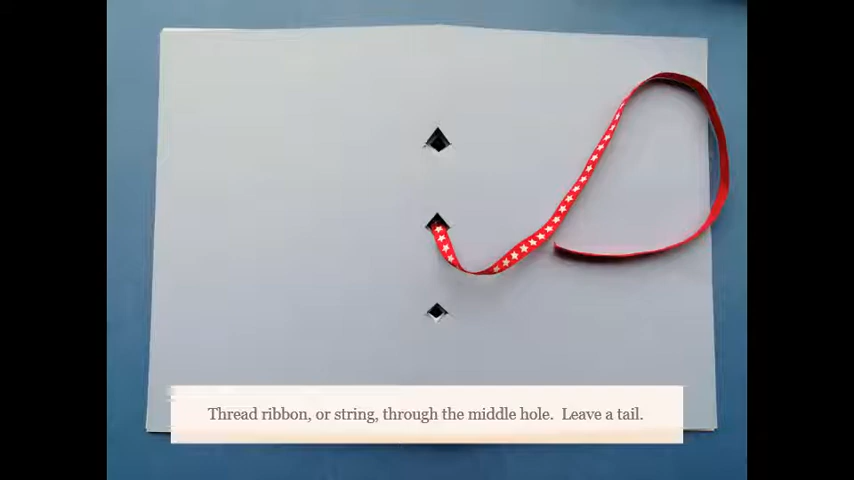 Thread ribbon, or string, through the middle hole.  Leave a tail.